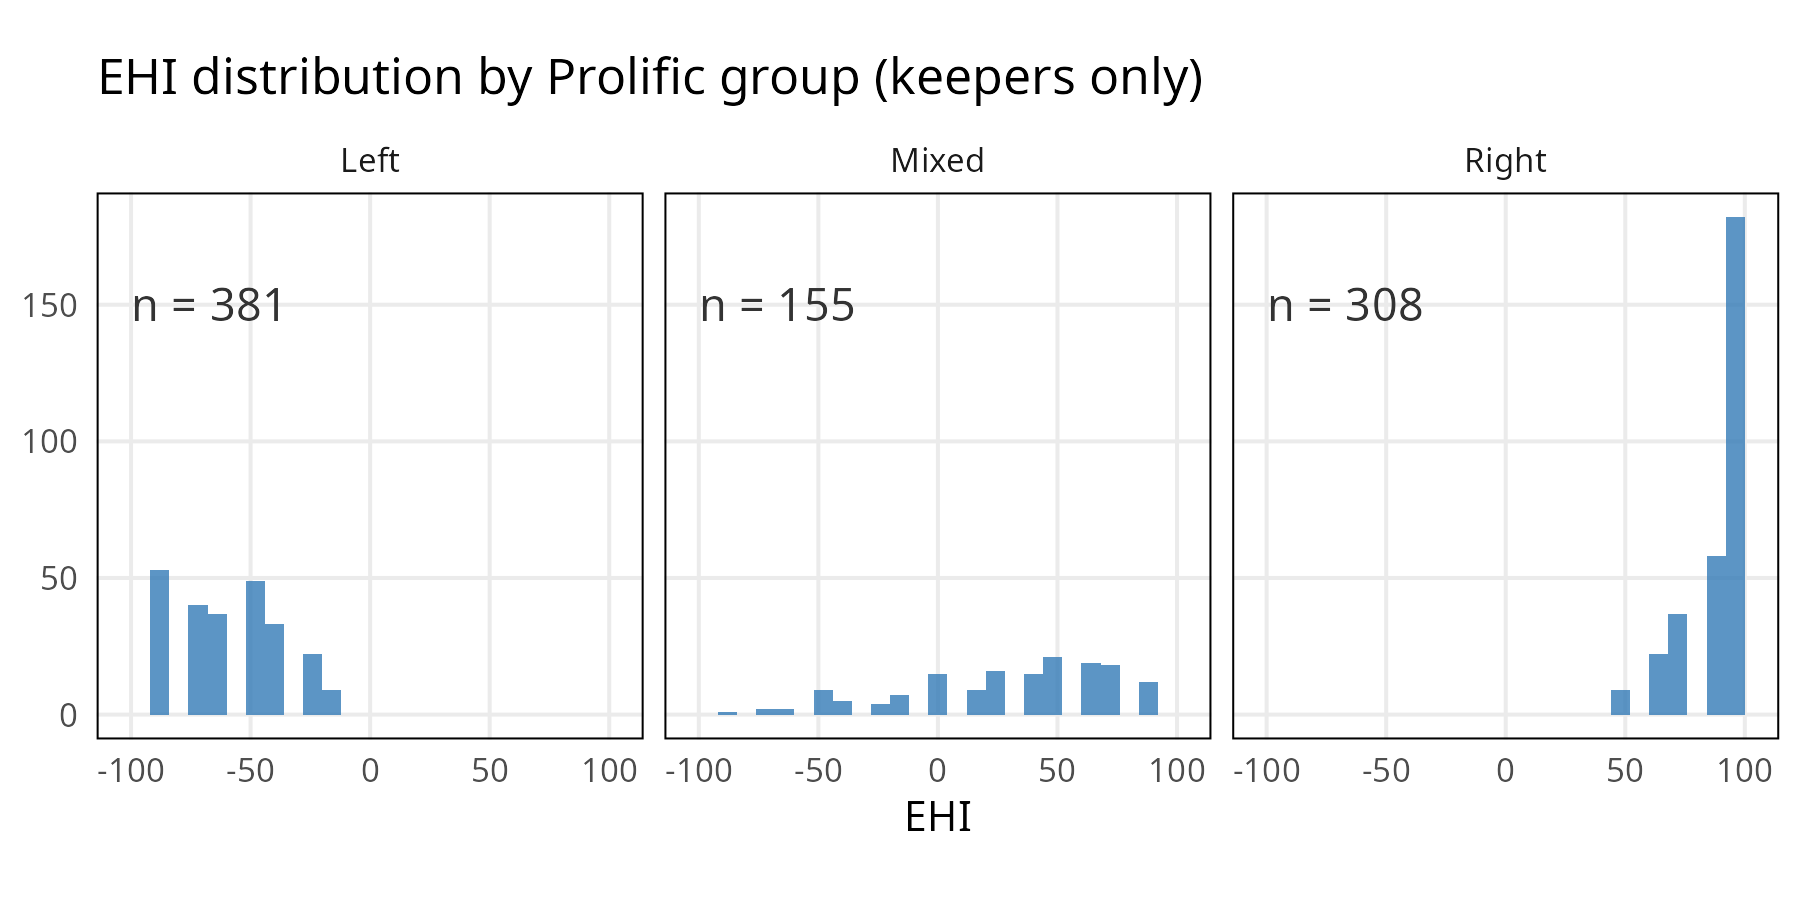 EHI distribution by Prolific group (keepers only)
Left Mixed Right
n = 381 n = 155 n = 308
150
100
50
0
-100 -50 0 50 100 -100 -50 0 50 100 -100 -50 0 50 100
EHI